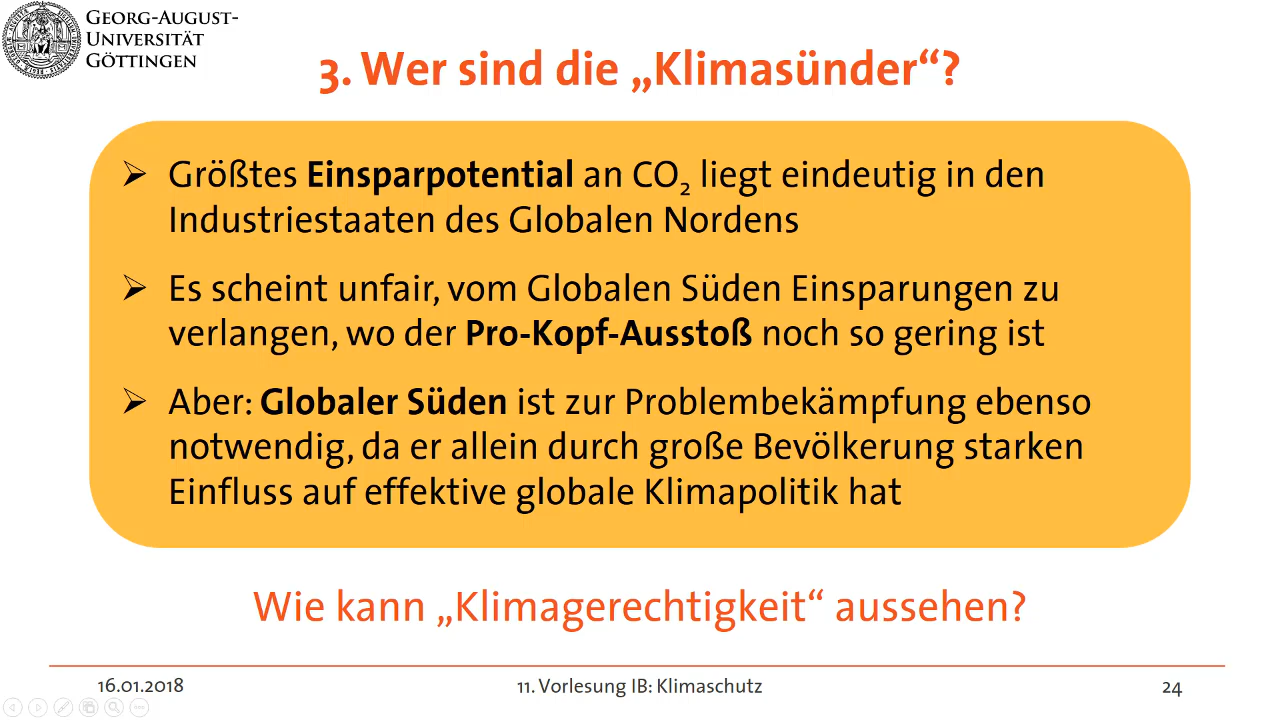 GEORG-AUGUST-
UNIVERSITÄT
GÖTTINGEN
3. Wer sind die „Klimasünder“?
➢ Größtes Einsparpotential an CO₂ liegt eindeutig in den
Industriestaaten des Globalen Nordens
➢ Es scheint unfair, vom Globalen Süden Einsparungen zu
verlangen, wo der Pro-Kopf-Ausstoß noch so gering ist
➢ Aber: Globaler Süden ist zur Problembekämpfung ebenso
notwendig, da er allein durch große Bevölkerung starken
Einfluss auf effektive globale Klimapolitik hat
Wie kann „Klimagerechtigkeit“ aussehen?
16.01.2018 11. Vorlesung IB: Klimaschutz 24